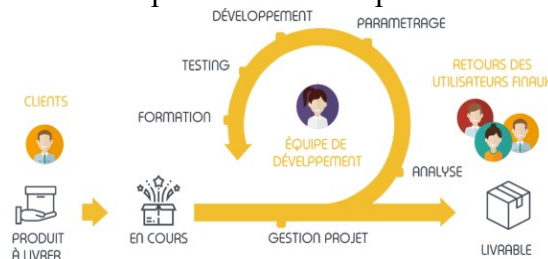 DÉVELOPPEMENT
PARAMETRAGE
TESTING
RETOURS DES
UTILISATEURS FINAUX
CLIENTS
FORMATION
ÉQUIPE DE
DÉVELPPEMENT
ANALYSE
PRODUIT
À LIVRER
EN COURS
GESTION PROJET
LIVRABLE